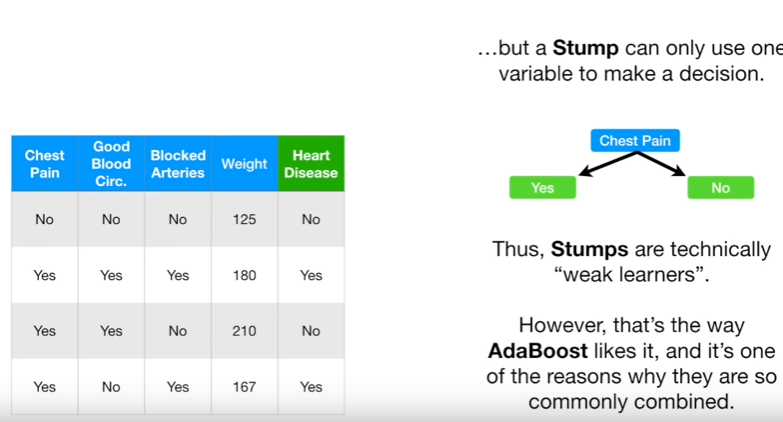 …but a Stump can only use one
variable to make a decision.
Chest Pain
Yes
No
Thus, Stumps are technically
“weak learners”.
However, that’s the way
AdaBoost likes it, and it’s one
of the reasons why they are so
commonly combined.
Chest Pain Good Blood Circ. Blocked Arteries Weight Heart Disease
No No No 125 No
Yes Yes Yes 180 Yes
Yes Yes No 210 No
Yes No Yes 167 Yes